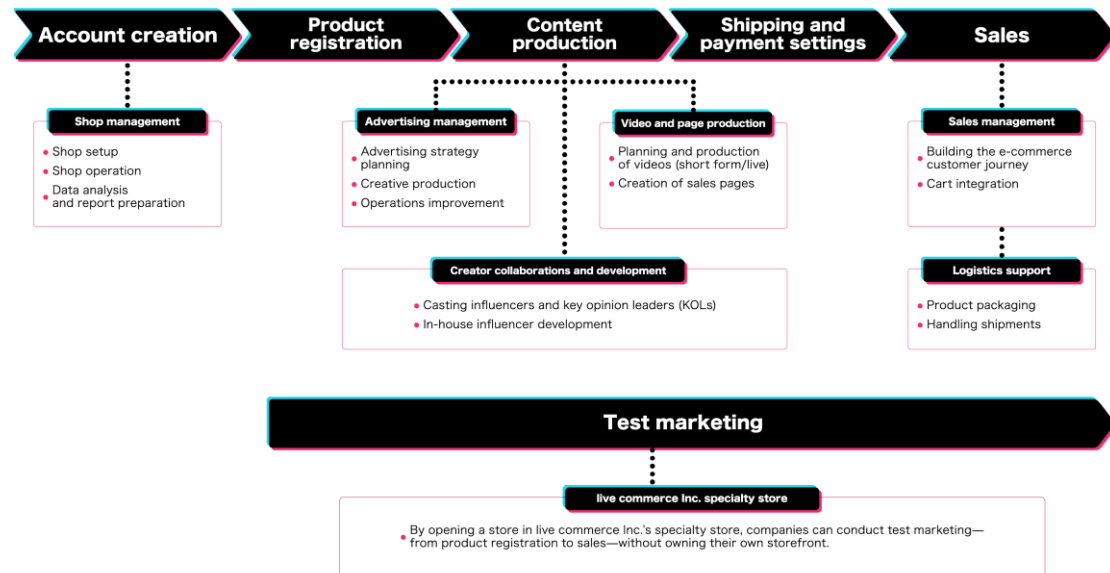 Account creation
Product
registration
Content
production
Shipping and
payment settings
Sales
Shop management
Shop setup
Shop operation
Data analysis
and report preparation
Advertising management
Advertising strategy
planning
Creative production
Operations improvement
Video and page production
Planning and production
of videos (short form/live)
Creation of sales pages
Sales management
Building the e-commerce
customer journey
Cart integration
Creator collaborations and development
Casting influencers and key opinion leaders (KOLs)
In-house influencer development
Logistics support
Product packaging
Handling shipments
Test marketing
live commerce Inc. specialty store
By opening a store in live commerce Inc.'s specialty store, companies can conduct test marketing—
from product registration to sales—without owning their own storefront.